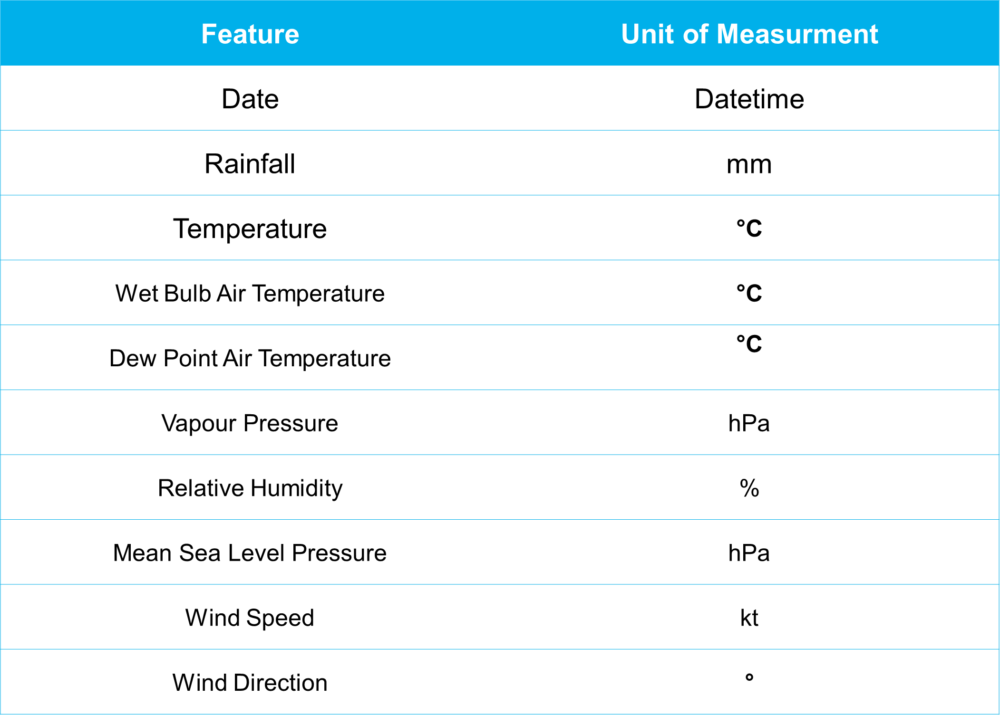 Feature Unit of Measurment
Date Datetime
Rainfall mm
Temperature °C
Wet Bulb Air Temperature °C
Dew Point Air Temperature °C
Vapour Pressure hPa
Relative Humidity %
Mean Sea Level Pressure hPa
Wind Speed kt
Wind Direction °